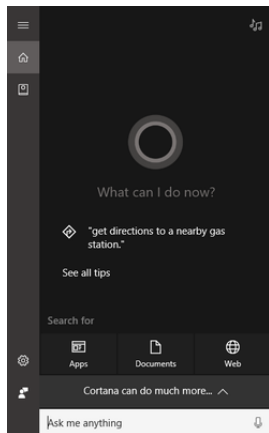 What can I do now?
"get directions to a nearby gas
station."
See all tips
Search for
Apps
Documents
Web
Cortana can do much more...
Ask me anything